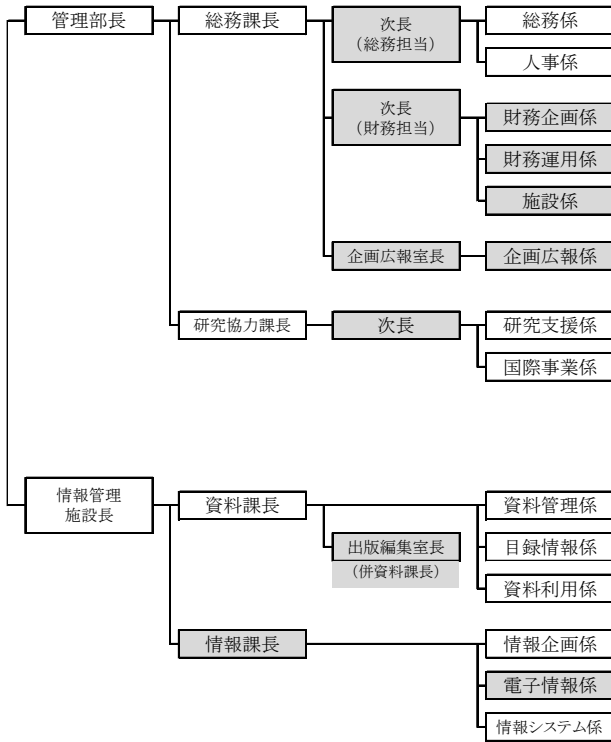 管理部長
総務課長
次長
(総務担当)
総務係
人事係
次長
(財務担当)
財務企画係
財務運用係
施設係
企画広報室長
企画広報係
研究協力課長
次長
研究支援係
国際事業係
情報管理
施設長
資料課長
資料管理係
出版編集室長
(併資料課長)
目録情報係
資料利用係
情報課長
情報企画係
電子情報係
情報システム係